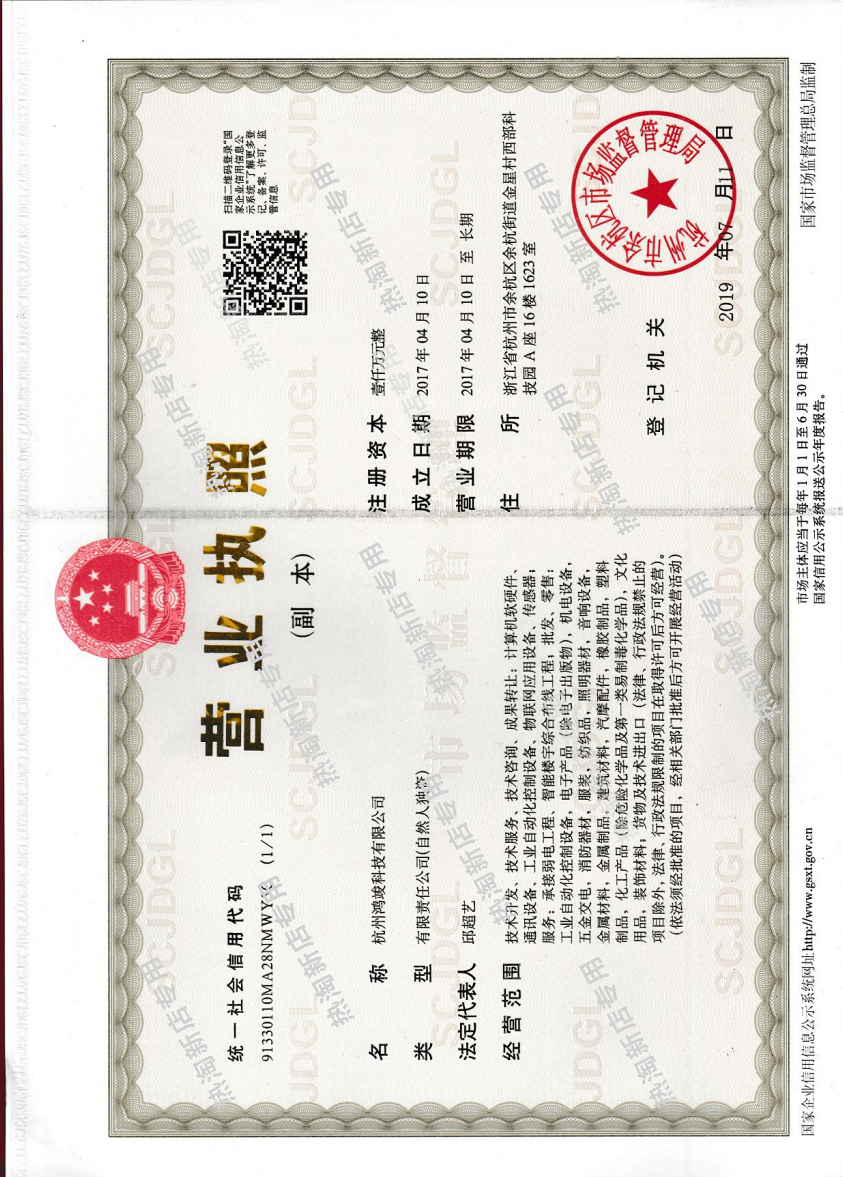 营业执照
(副 本)
扫描二维码登录“国
家企业信用信息公
示系统”了解更多登
记、备案、许可、监
管信息
统一社会信用代码
91330110MA28NMWY (1/1)
名 称 杭州鸿竣科技有限公司
类 型 有限责任公司(自然人独资)
法定代表人 邱超艺
经营范围 技术开发、技术服务、技术咨询、成果转让:计算机软硬件、
通讯设备、工业自动化控制设备、物联网应用设备、传感器;
服务:承接弱电工程、智能楼宇综合布线工程;批发、零售:
工业自动化控制设备,电子产品(除电子出版物),机电设备,
五金交电,消防器材,服装,纺织品,照明器材,音响设备,
金属材料,金属制品,建筑材料,汽摩配件,橡胶制品,塑料
制品,化工产品(除危险化学品及第一类易制毒化学品),文化
用品,装饰材料;货物及技术进出口(法律、行政法规禁止的
项目除外,法律、行政法规限制的项目在取得许可后方可经营)。
(依法须经批准的项目,经相关部门批准后方可开展经营活动)
注册资本 壹仟万元整
成立日期 2017年04月10日
营业期限 2017年04月10日 至 长期
住 所 浙江省杭州市余杭区余杭街道金星村西部科
技园A座16楼1623室
登记机关
杭州市余杭区市场监督管理局
2019 年07 月11 日
国家企业信用信息公示系统网址http://www.gsxt.gov.cn
市场主体应当于每年1月1日至6月30日通过
国家信用公示系统报送公示年度报告。
国家市场监督管理总局监制
热淘新店专用
SCJDGL
市场监督管理